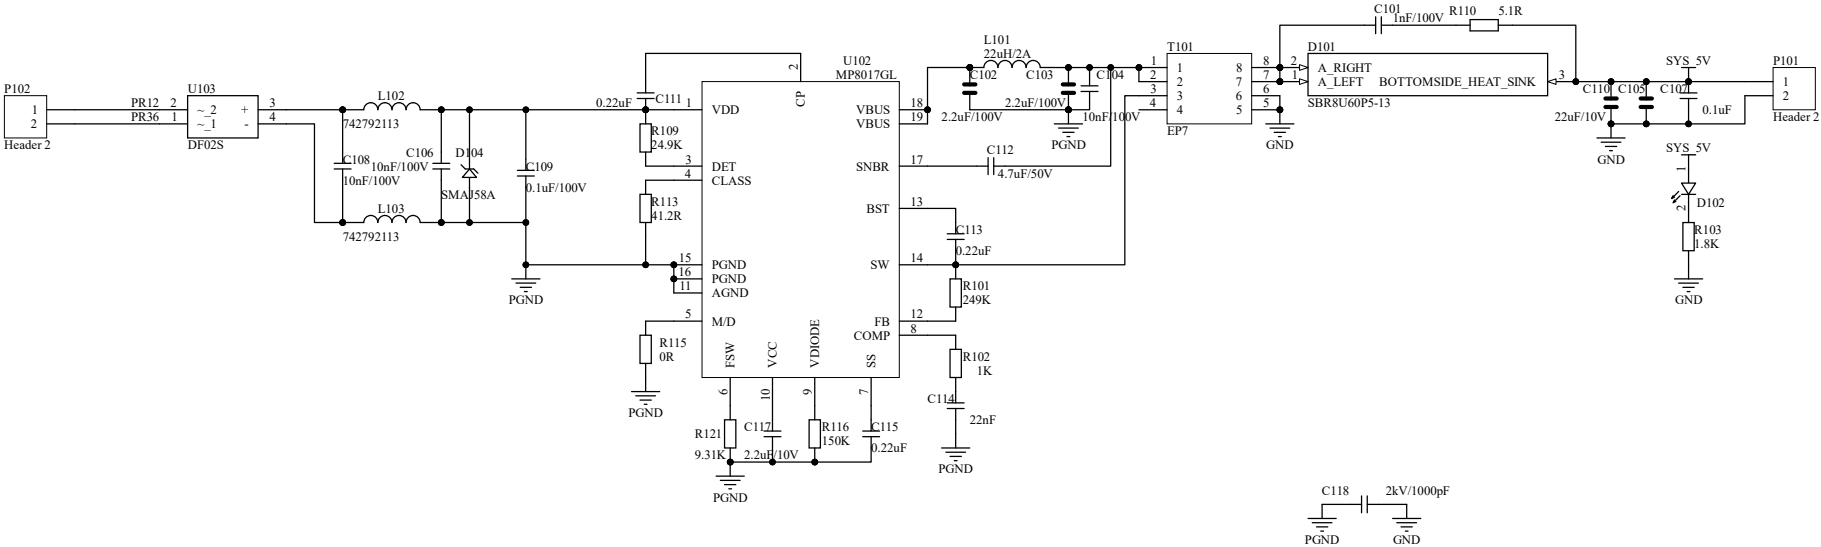 P102
1
2
Header 2
PR12
PR36
2
1
U103
~_2
~_1
+
-
DF02S
3
4
L102
742792113
C108
10nF/100V
L103
742792113
C106
10nF/100V
D104
SMAJ58A
C109
0.1uF/100V
PGND
0.22uF
C111
R109
24.9K
R113
41.2R
R115
0R
PGND
U102
MP8017GL
2
CP
1
VDD
3
DET
4
CLASS
15
PGND
16
PGND
11
AGND
5
M/D
FSW
VCC
VDIODE
SS
6
10
9
7
VBUS
18
VBUS
19
SNBR
17
BST
13
SW
14
FB
12
COMP
8
R121
9.31K
C117
2.2uF/10V
R116
150K
C115
0.22uF
PGND
L101
22uH/2A
C102
2.2uF/100V
C103
2.2uF/100V
C104
10nF/100V
PGND
C112
4.7uF/50V
C113
0.22uF
R101
249K
R102
1K
C114
22nF
PGND
T101
1
2
3
4
1
2
3
4
8
7
6
5
8
7
6
5
EP7
GND
C101
1nF/100V
R110
5.1R
D101
2
1
A_RIGHT
A_LEFT
BOTTOMSIDE_HEAT_SINK
3
SBR8U60P5-13
C110
22uF/10V
C105
C107
0.1uF
SYS_5V
GND
P101
1
2
Header 2
SYS_5V
1
2
D102
R103
1.8K
GND
C118
2kV/1000pF
PGND
GND